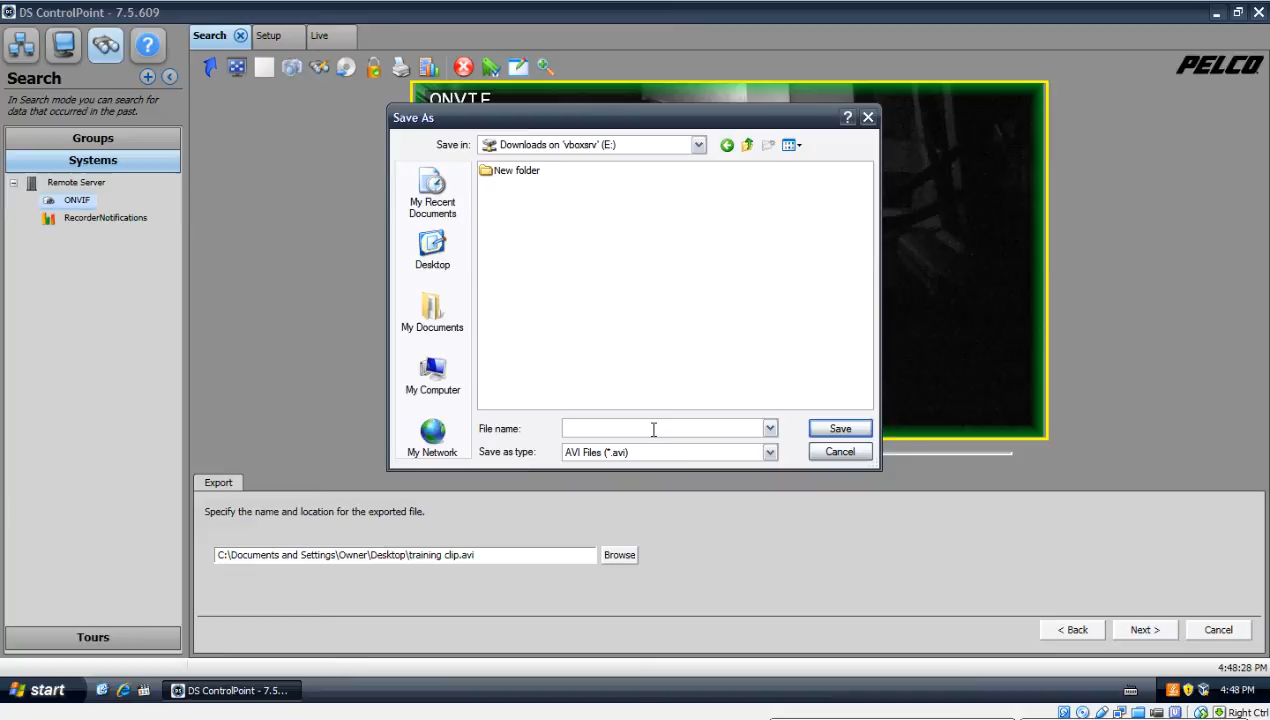 DS ControlPoint - 7.5.609
Search
Setup
Live
PELCO
Search
In Search mode you can search for
data that occurred in the past.
Groups
Systems
Remote Server
ONVIF
RecorderNotifications
Tours
ONVIF
Save As
Save in:
Downloads on 'vboxsrv' (E:)
New folder
My Recent
Documents
Desktop
My Documents
My Computer
My Network
File name:
Save
Save as type:
AVI Files (*.avi)
Cancel
Export
Specify the name and location for the exported file.
C:\Documents and Settings\Owner\Desktop\training clip.avi
Browse
< Back
Next >
Cancel
4:48:28 PM
start
DS ControlPoint - 7.5...
4:48 PM
Right Ctrl